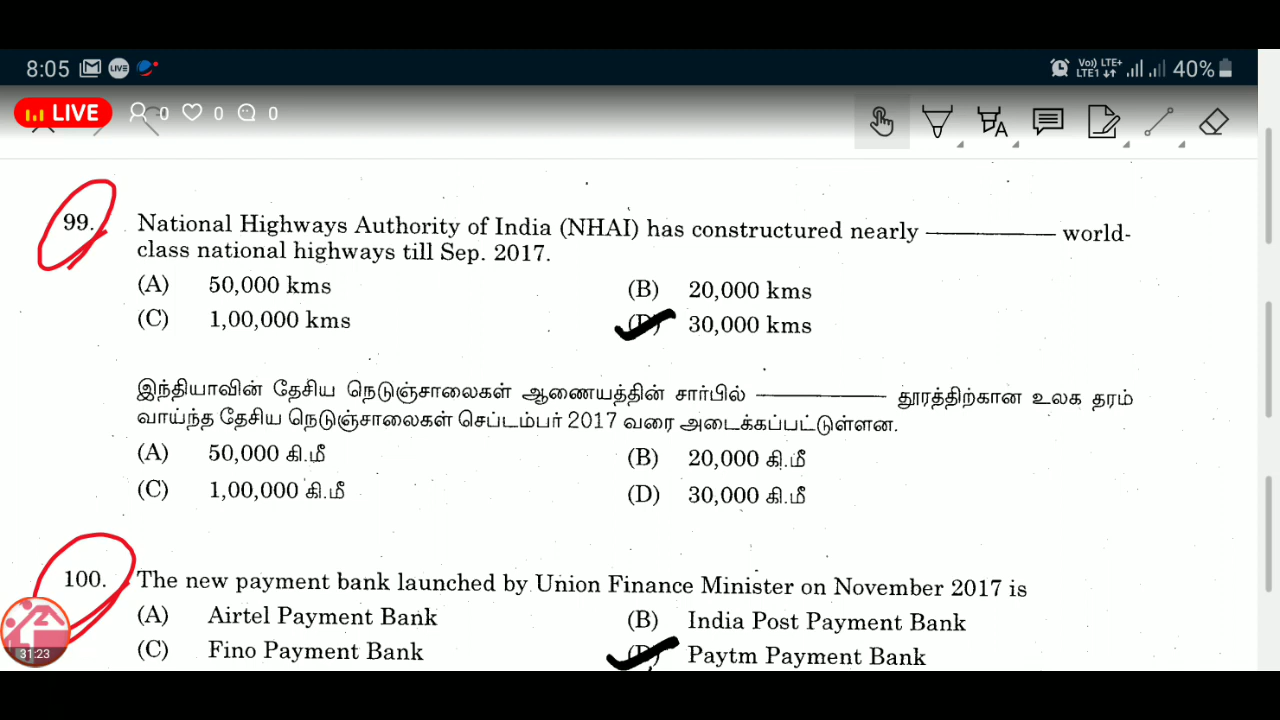 8:05 LIVE Vo) LTE+ LTE1 40%
LIVE 0 0 0
99. National Highways Authority of India (NHAI) has constructured nearly ———— world-
class national highways till Sep. 2017.
(A) 50,000 kms (B) 20,000 kms
(C) 1,00,000 kms (D) 30,000 kms
இந்தியாவின் தேசிய நெடுஞ்சாலைகள் ஆணையத்தின் சார்பில் ———— தூரத்திற்கான உலக தரம்
வாய்ந்த தேசிய நெடுஞ்சாலைகள் செப்டம்பர் 2017 வரை அடைக்கப்பட்டுள்ளன.
(A) 50,000 கி.மீ (B) 20,000 கி.மீ
(C) 1,00,000 கி.மீ (D) 30,000 கி.மீ
100. The new payment bank launched by Union Finance Minister on November 2017 is
(A) Airtel Payment Bank (B) India Post Payment Bank
(C) Fino Payment Bank (D) Paytm Payment Bank
31:23